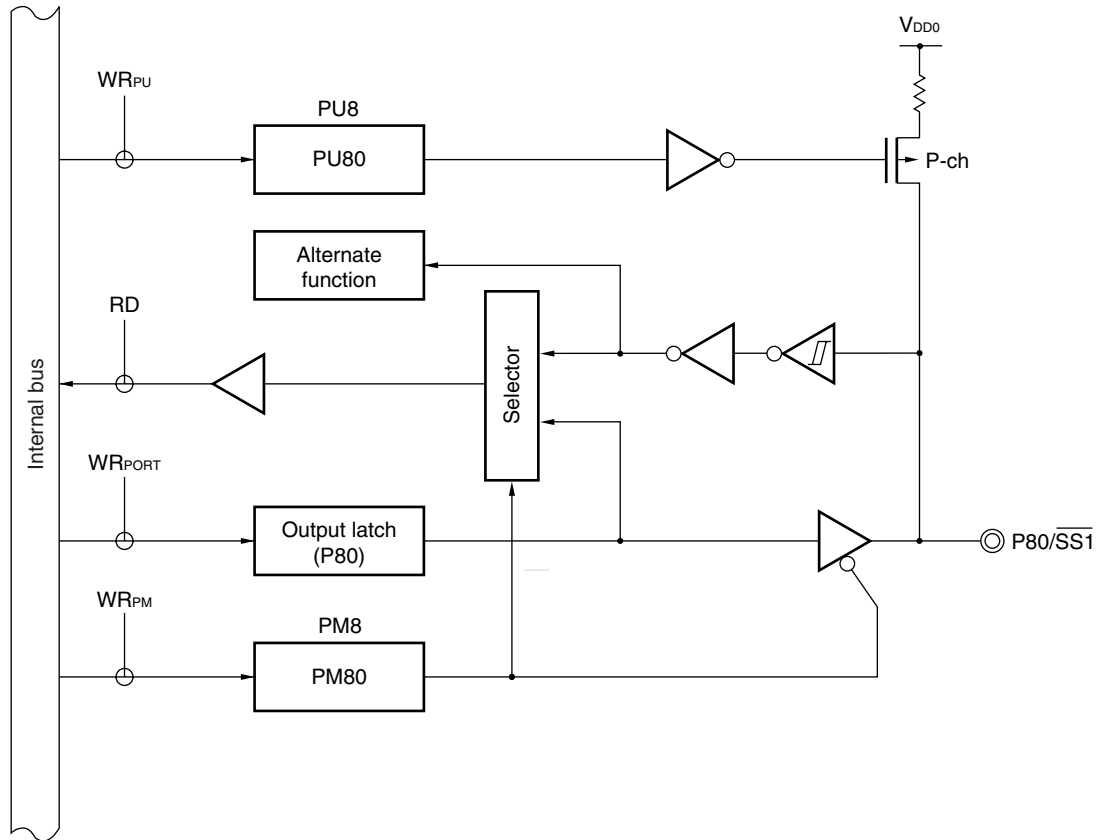 VDD0
WRPU
PU8
PU80
P-ch
Alternate
function
RD
Selector
Internal bus
WRPORT
Output latch
(P80)
P80/SS1
WRPM
PM8
PM80